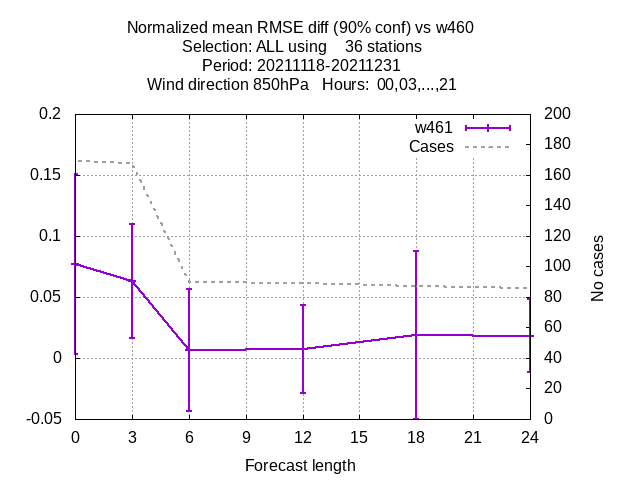 Normalized mean RMSE diff (90% conf) vs w460
Selection: ALL using    36 stations
Period: 20211118-20211231
Wind direction 850hPa   Hours:  00,03,...,21
w461
Cases
0.2
0.15
0.1
0.05
0
-0.05
200
180
160
140
120
100
80
60
40
20
0
No cases
0 3 6 9 12 15 18 21 24
Forecast length